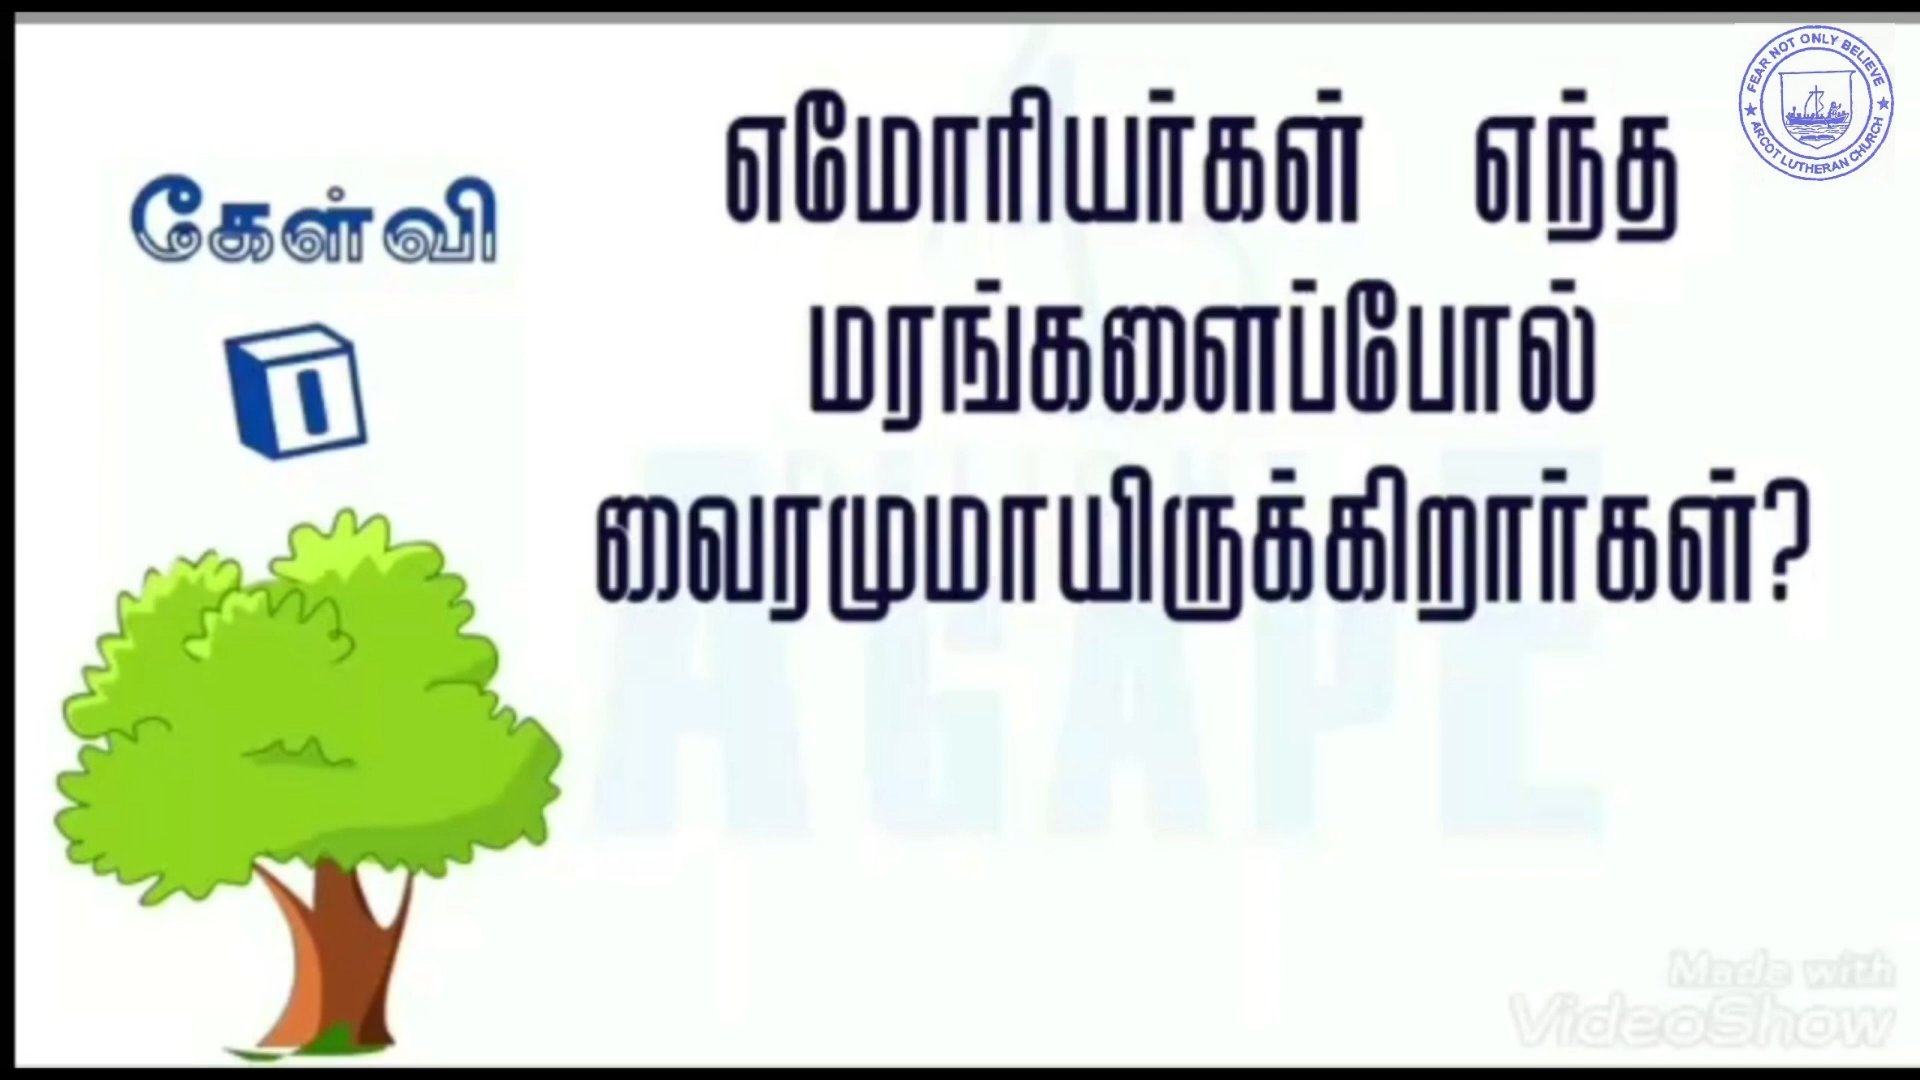 FEAR NOT ONLY BELIEVE
ARCOT LUTHERAN CHURCH
கேள்வி
1
எமோரியர்கள் எந்த
மரங்களைப்போல்
வைரமுமாயிருக்கிறார்கள்?
AGAPE
Made with
VideoShow